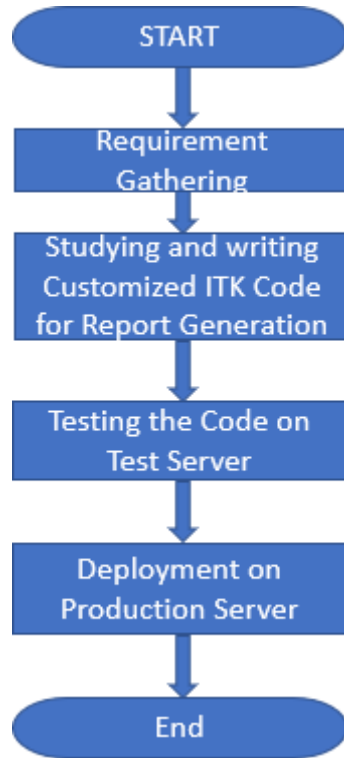 START
Requirement
Gathering
Studying and writing
Customized ITK Code
for Report Generation
Testing the Code on
Test Server
Deployment on
Production Server
End